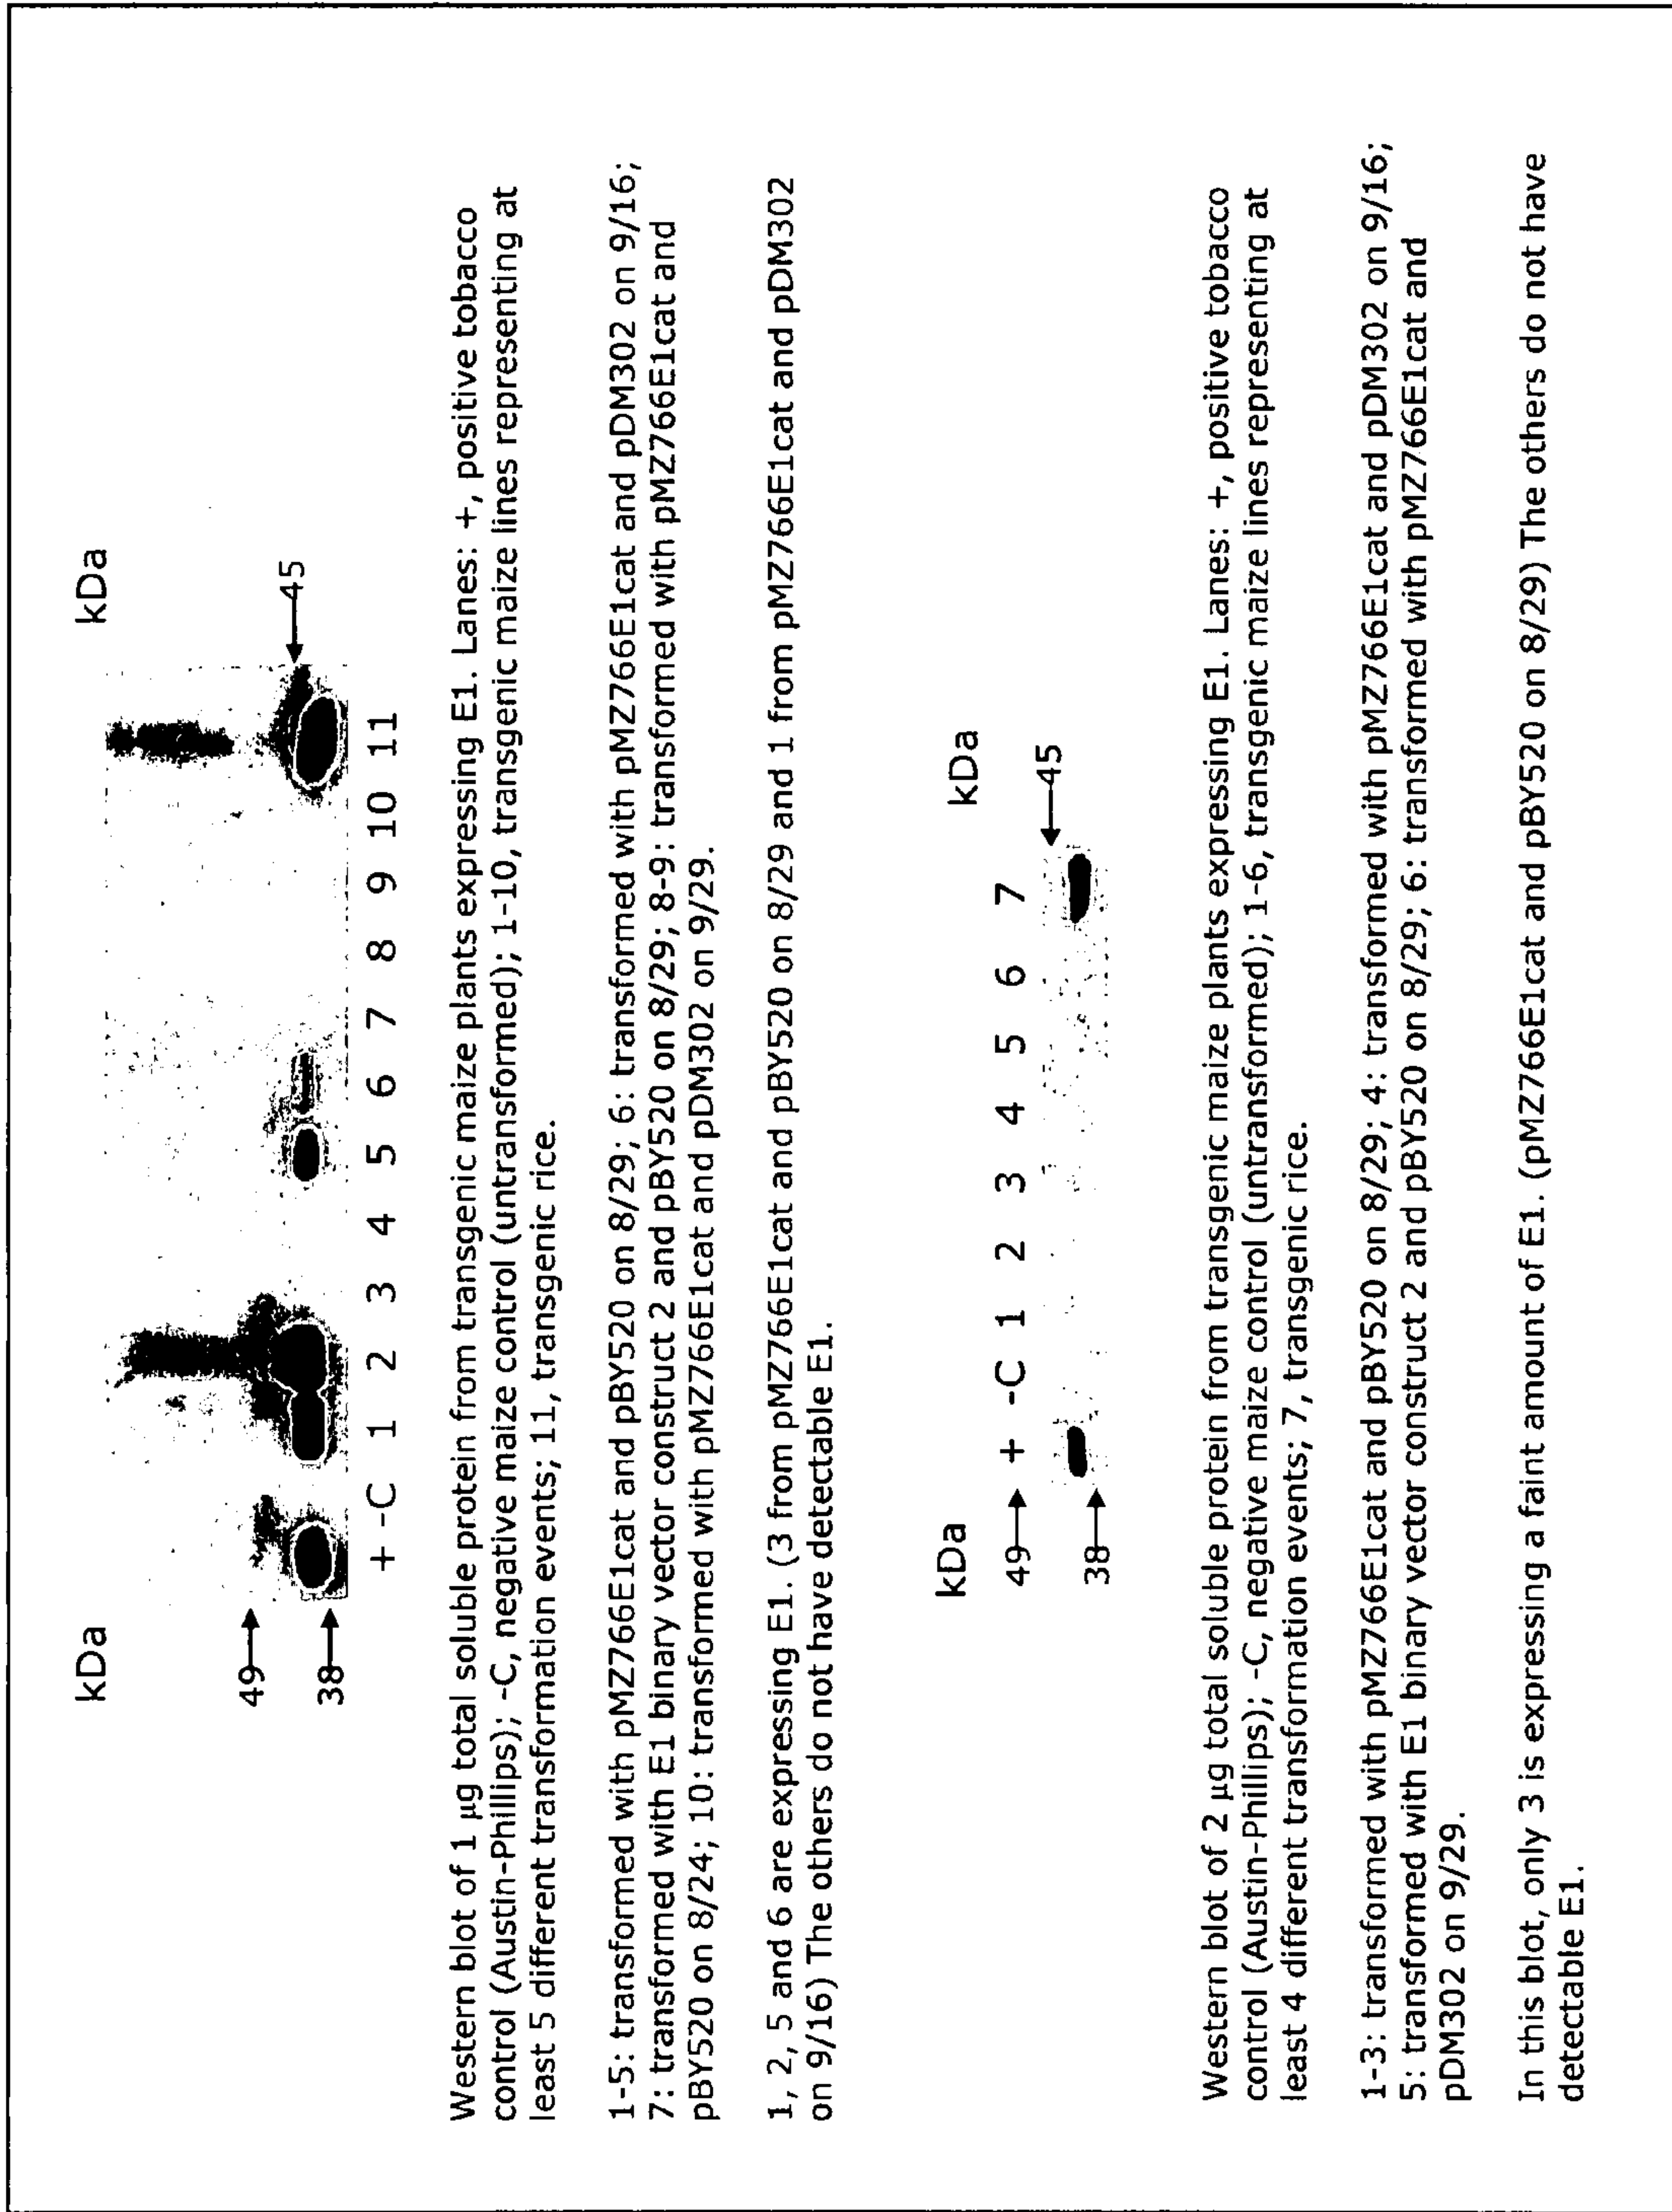 kDa kDa
49
45
38
+ -C 1 2 3 4 5 6 7 8 9 10 11
Western blot of 1 µg total soluble protein from transgenic maize plants expressing E1. Lanes: +, positive tobacco
control (Austin-Phillips); -C, negative maize control (untransformed); 1-10, transgenic maize lines representing at
least 5 different transformation events; 11, transgenic rice.
1-5: transformed with pMZ766E1cat and pBY520 on 8/29; 6: transformed with pMZ766E1cat and pDM302 on 9/16;
7: transformed with E1 binary vector construct 2 and pBY520 on 8/29; 8-9: transformed with pMZ766E1cat and
pBY520 on 8/24; 10: transformed with pMZ766E1cat and pDM302 on 9/29.
1, 2, 5 and 6 are expressing E1. (3 from pMZ766E1cat and pBY520 on 8/29 and 1 from pMZ766E1cat and pDM302
on 9/16) The others do not have detectable E1.
kDa kDa
49 + -C 1 2 3 4 5 6 7
45
38
Western blot of 2 µg total soluble protein from transgenic maize plants expressing E1. Lanes: +, positive tobacco
control (Austin-Phillips); -C, negative maize control (untransformed); 1-6, transgenic maize lines representing at
least 4 different transformation events; 7, transgenic rice.
1-3: transformed with pMZ766E1cat and pBY520 on 8/29; 4: transformed with pMZ766E1cat and pDM302 on 9/16;
5: transformed with E1 binary vector construct 2 and pBY520 on 8/29; 6: transformed with pMZ766E1cat and
pDM302 on 9/29.
In this blot, only 3 is expressing a faint amount of E1. (pMZ766E1cat and pBY520 on 8/29) The others do not have
detectable E1.